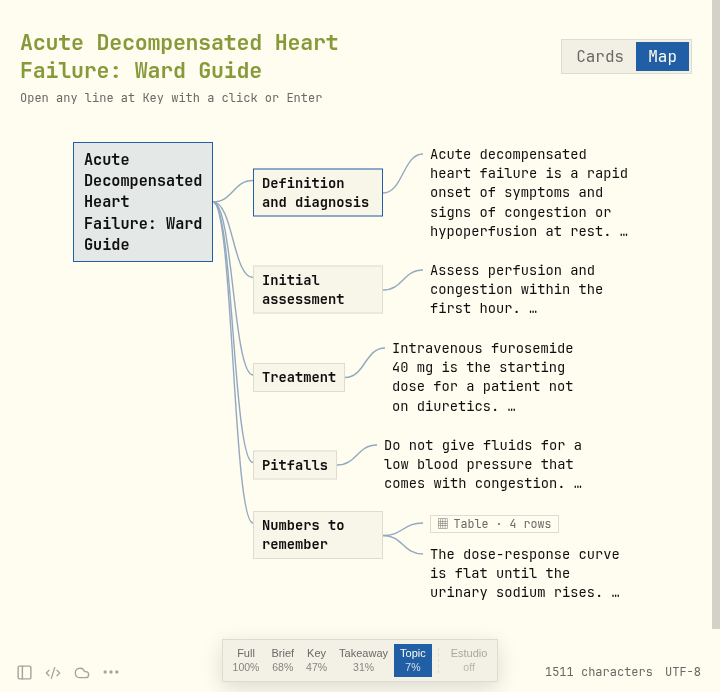 Acute Decompensated Heart
Failure: Ward Guide
Open any line at Key with a click or Enter
Cards Map
Acute
Decompensated
Heart
Failure: Ward
Guide
Definition
and diagnosis
Acute decompensated
heart failure is a rapid
onset of symptoms and
signs of congestion or
hypoperfusion at rest. …
Initial
assessment
Assess perfusion and
congestion within the
first hour. …
Treatment
Intravenous furosemide
40 mg is the starting
dose for a patient not
on diuretics. …
Pitfalls
Do not give fluids for a
low blood pressure that
comes with congestion. …
Numbers to
remember
Table · 4 rows
The dose-response curve
is flat until the
urinary sodium rises. …
Full Brief Key Takeaway Topic Estudio
100% 68% 47% 31% 7% off
1511 characters UTF-8